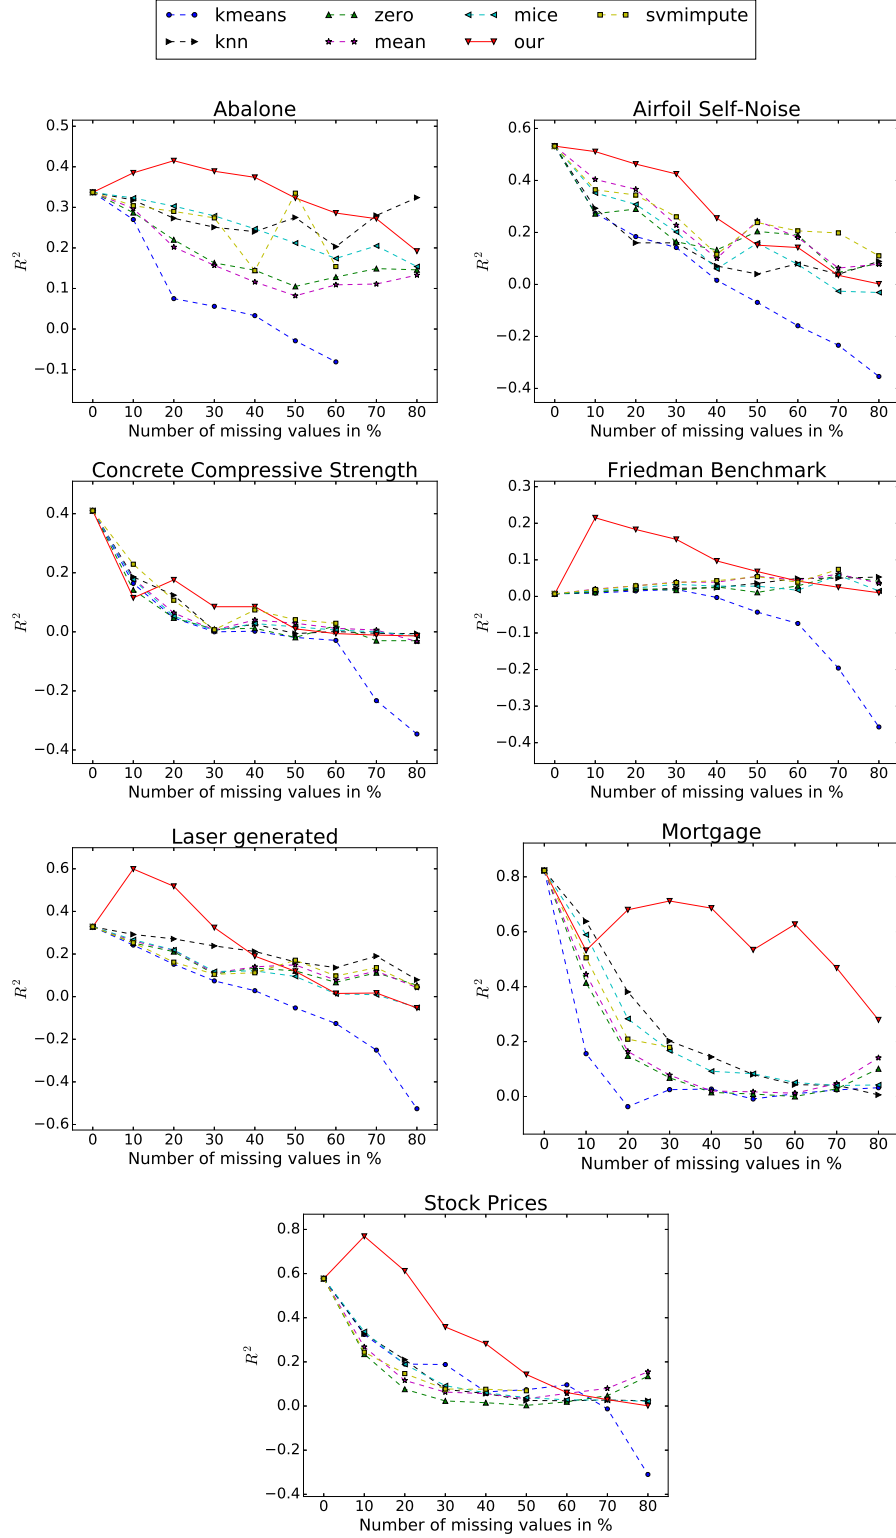 kmeans zero mice svmimpute
knn mean our
Abalone
0.5
0.4
0.3
0.2
0.1
0.0
−0.1
R²
0 10 20 30 40 50 60 70 80
Number of missing values in %
Airfoil Self-Noise
0.6
0.4
0.2
0.0
−0.2
−0.4
R²
0 10 20 30 40 50 60 70 80
Number of missing values in %
Concrete Compressive Strength
0.4
0.2
0.0
−0.2
−0.4
R²
0 10 20 30 40 50 60 70 80
Number of missing values in %
Friedman Benchmark
0.3
0.2
0.1
0.0
−0.1
−0.2
−0.3
−0.4
R²
0 10 20 30 40 50 60 70 80
Number of missing values in %
Laser generated
0.6
0.4
0.2
0.0
−0.2
−0.4
−0.6
R²
0 10 20 30 40 50 60 70 80
Number of missing values in %
Mortgage
0.8
0.6
0.4
0.2
0.0
R²
0 10 20 30 40 50 60 70 80
Number of missing values in %
Stock Prices
0.8
0.6
0.4
0.2
0.0
−0.2
−0.4
R²
0 10 20 30 40 50 60 70 80
Number of missing values in %